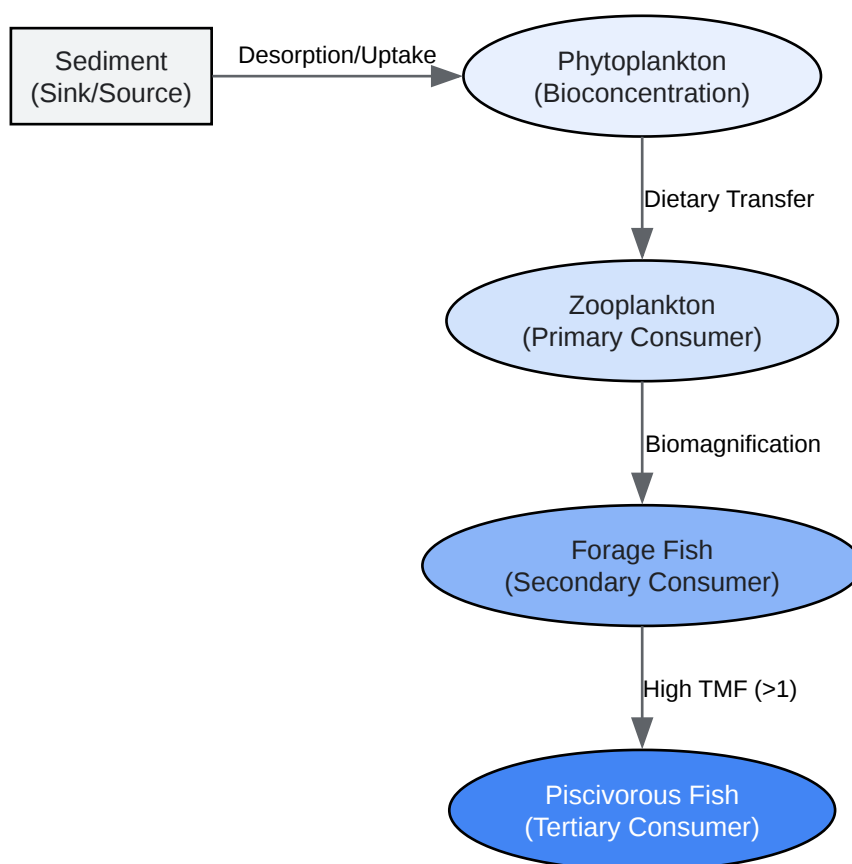 Sediment
(Sink/Source)
Desorption/Uptake
Phytoplankton
(Bioconcentration)
Dietary Transfer
Zooplankton
(Primary Consumer)
Biomagnification
Forage Fish
(Secondary Consumer)
High TMF (>1)
Piscivorous Fish
(Tertiary Consumer)